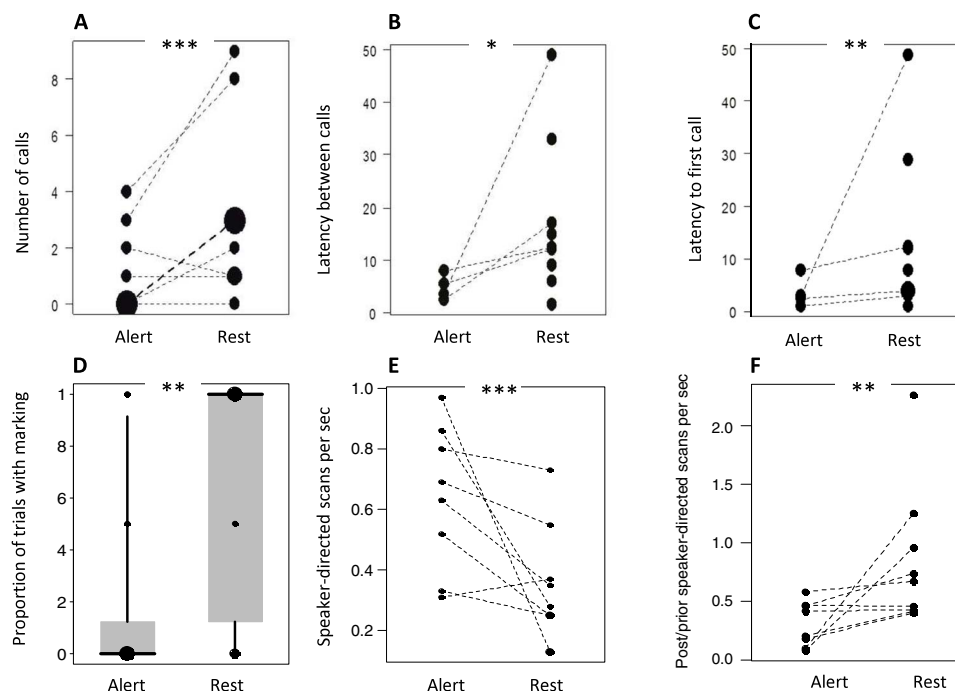 A
***
Number of calls
8
6
4
2
0
Alert Rest
B
*
Latency between calls
50
40
30
20
10
0
Alert Rest
C
**
Latency to first call
50
40
30
20
10
0
Alert Rest
D
**
Proportion of trials with marking
1
8
6
4
2
0
Alert Rest
E
***
Speaker-directed scans per sec
1.0
0.8
0.6
0.4
0.2
Alert Rest
F
**
Post/prior speaker-directed scans per sec
2.0
1.5
1.0
0.5
0.0
Alert Rest